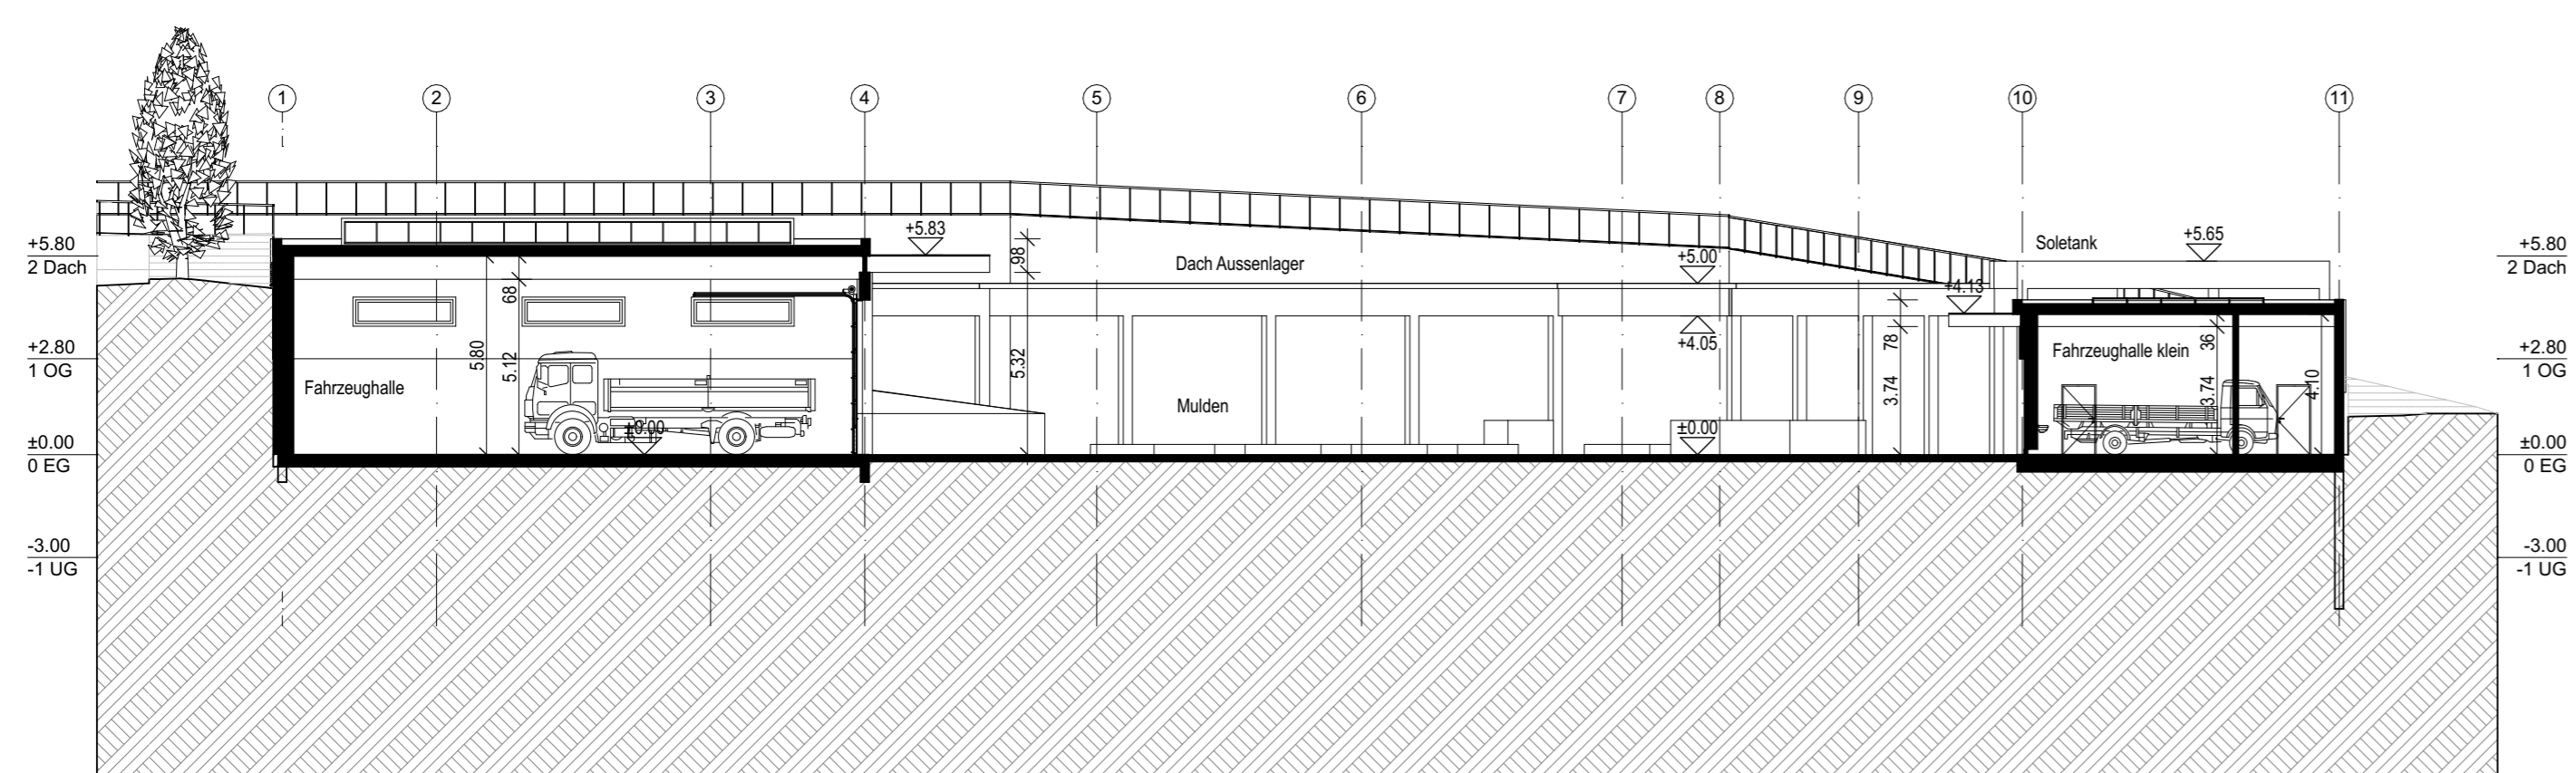 1 2 3 4 5 6 7 8 9 10 11
+5.80
2 Dach
+2.80
1 OG
±0.00
0 EG
-3.00
-1 UG
Fahrzeughalle
68
5.80
5.12
±0.00
+5.83
98
5.32
Dach Aussenlager
Mulden
+5.00
+4.05
±0.00
78
3.74
+4.13
Soletank
+5.65
Fahrzeughalle klein
36
3.74
4.10
+5.80
2 Dach
+2.80
1 OG
±0.00
0 EG
-3.00
-1 UG